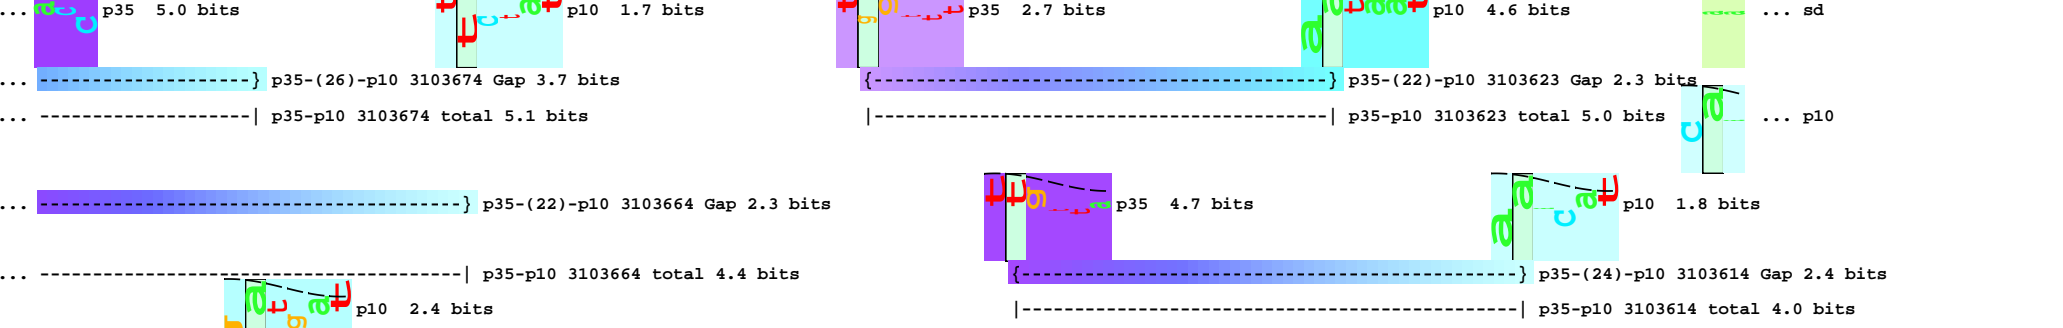 ... p35 5.0 bits p10 1.7 bits p35 2.7 bits p10 4.6 bits ... sd
... --------------------} p35-(26)-p10 3103674 Gap 3.7 bits {-------------------------------------------} p35-(22)-p10 3103623 Gap 2.3 bits
... --------------------| p35-p10 3103674 total 5.1 bits |-------------------------------------------| p35-p10 3103623 total 5.0 bits ... p10
... ----------------------------------------} p35-(22)-p10 3103664 Gap 2.3 bits p35 4.7 bits p10 1.8 bits
... ----------------------------------------| p35-p10 3103664 total 4.4 bits {-----------------------------------------------} p35-(24)-p10 3103614 Gap 2.4 bits
p10 2.4 bits |-----------------------------------------------| p35-p10 3103614 total 4.0 bits